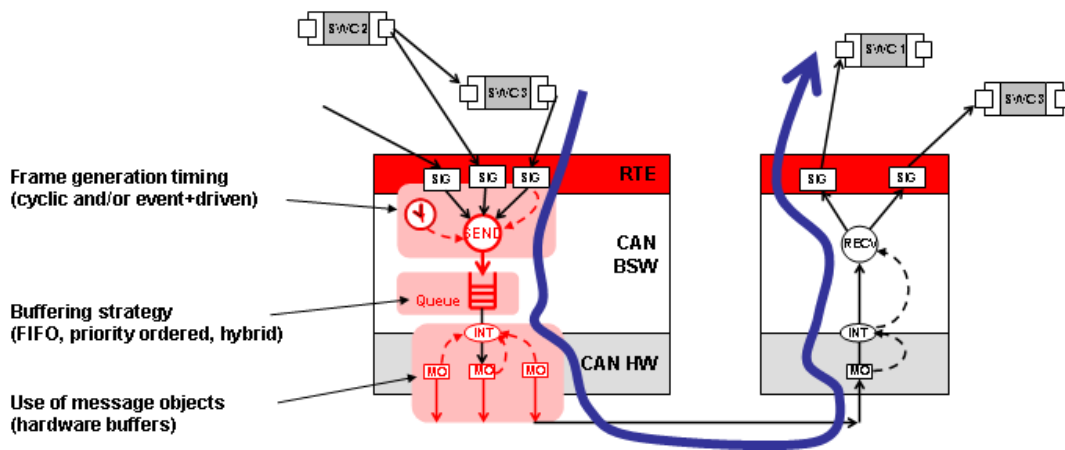 SWC2
SWC1
SWC3
SWC3
Frame generation timing
(cyclic and/or event+driven)
SIG
SIG
SIG
RTE
SIG
SIG
SEND
CAN
BSW
RECV
Buffering strategy
(FIFO, priority ordered, hybrid)
Queue
INT
INT
CAN HW
MO
MO
MO
MO
Use of message objects
(hardware buffers)